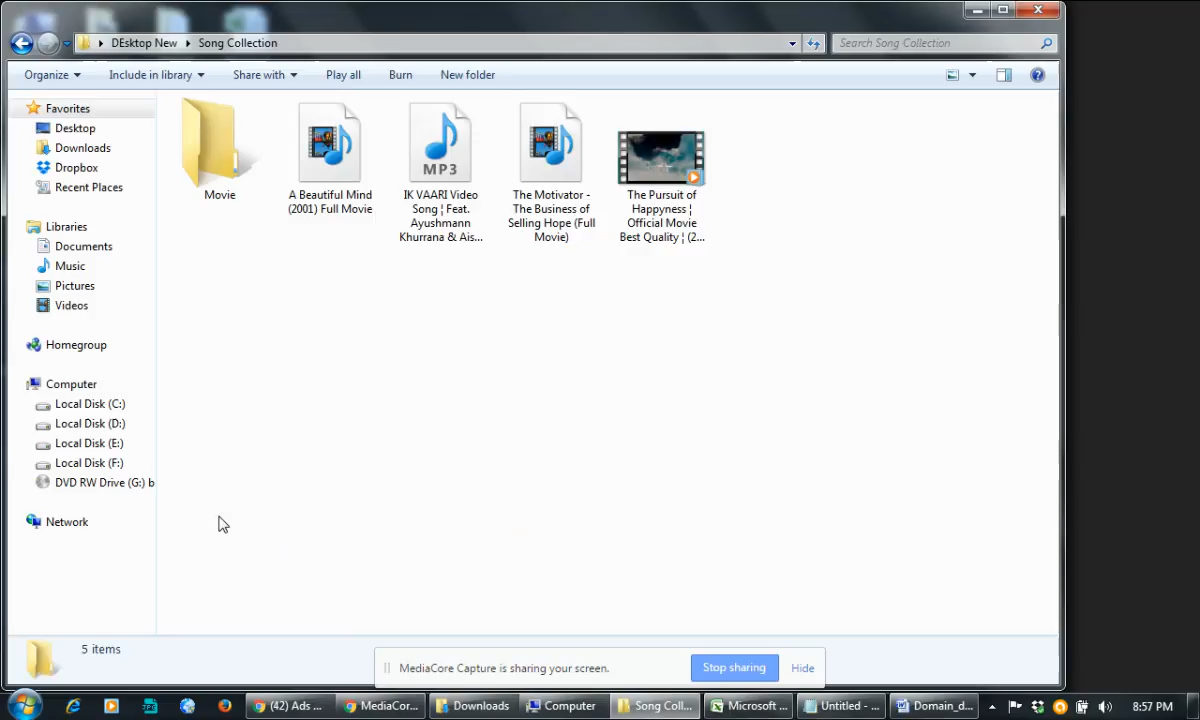 DEsktop New Song Collection
Search Song Collection
Organize Include in library Share with Play all Burn New folder
Favorites
Desktop
Downloads
Dropbox
Recent Places
Libraries
Documents
Music
Pictures
Videos
Homegroup
Computer
Local Disk (C:)
Local Disk (D:)
Local Disk (E:)
Local Disk (F:)
DVD RW Drive (G:) b
Network
Movie
A Beautiful Mind
(2001) Full Movie
MP3
IK VAARI Video
Song ¦ Feat.
Ayushmann
Khurrana & Ais...
The Motivator -
The Business of
Selling Hope (Full
Movie)
The Pursuit of
Happyness ¦
Official Movie
Best Quality ¦ (2...
5 items
MediaCore Capture is sharing your screen.
Stop sharing
Hide
(42) Ads ...
MediaCor...
Downloads
Computer
Song Coll...
Microsoft ...
Untitled - ...
Domain_d...
8:57 PM